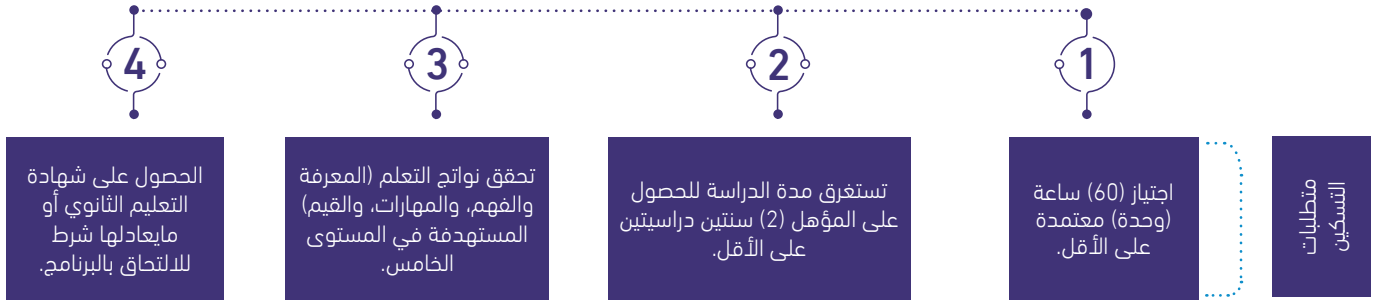 1
2
3
4
متطلبات
التسكين
اجتياز (60) ساعة
(وحدة) معتمدة
على الأقل.
تستغرق مدة الدراسة للحصول
على المؤهل (2) سنتين دراسيتين
على الأقل.
تحقق نواتج التعلم (المعرفة
والفهم، والمهارات، والقيم)
المستهدفة في المستوى
الخامس.
الحصول على شهادة
التعليم الثانوي أو
مايعادلها شرط
للالتحاق بالبرنامج.